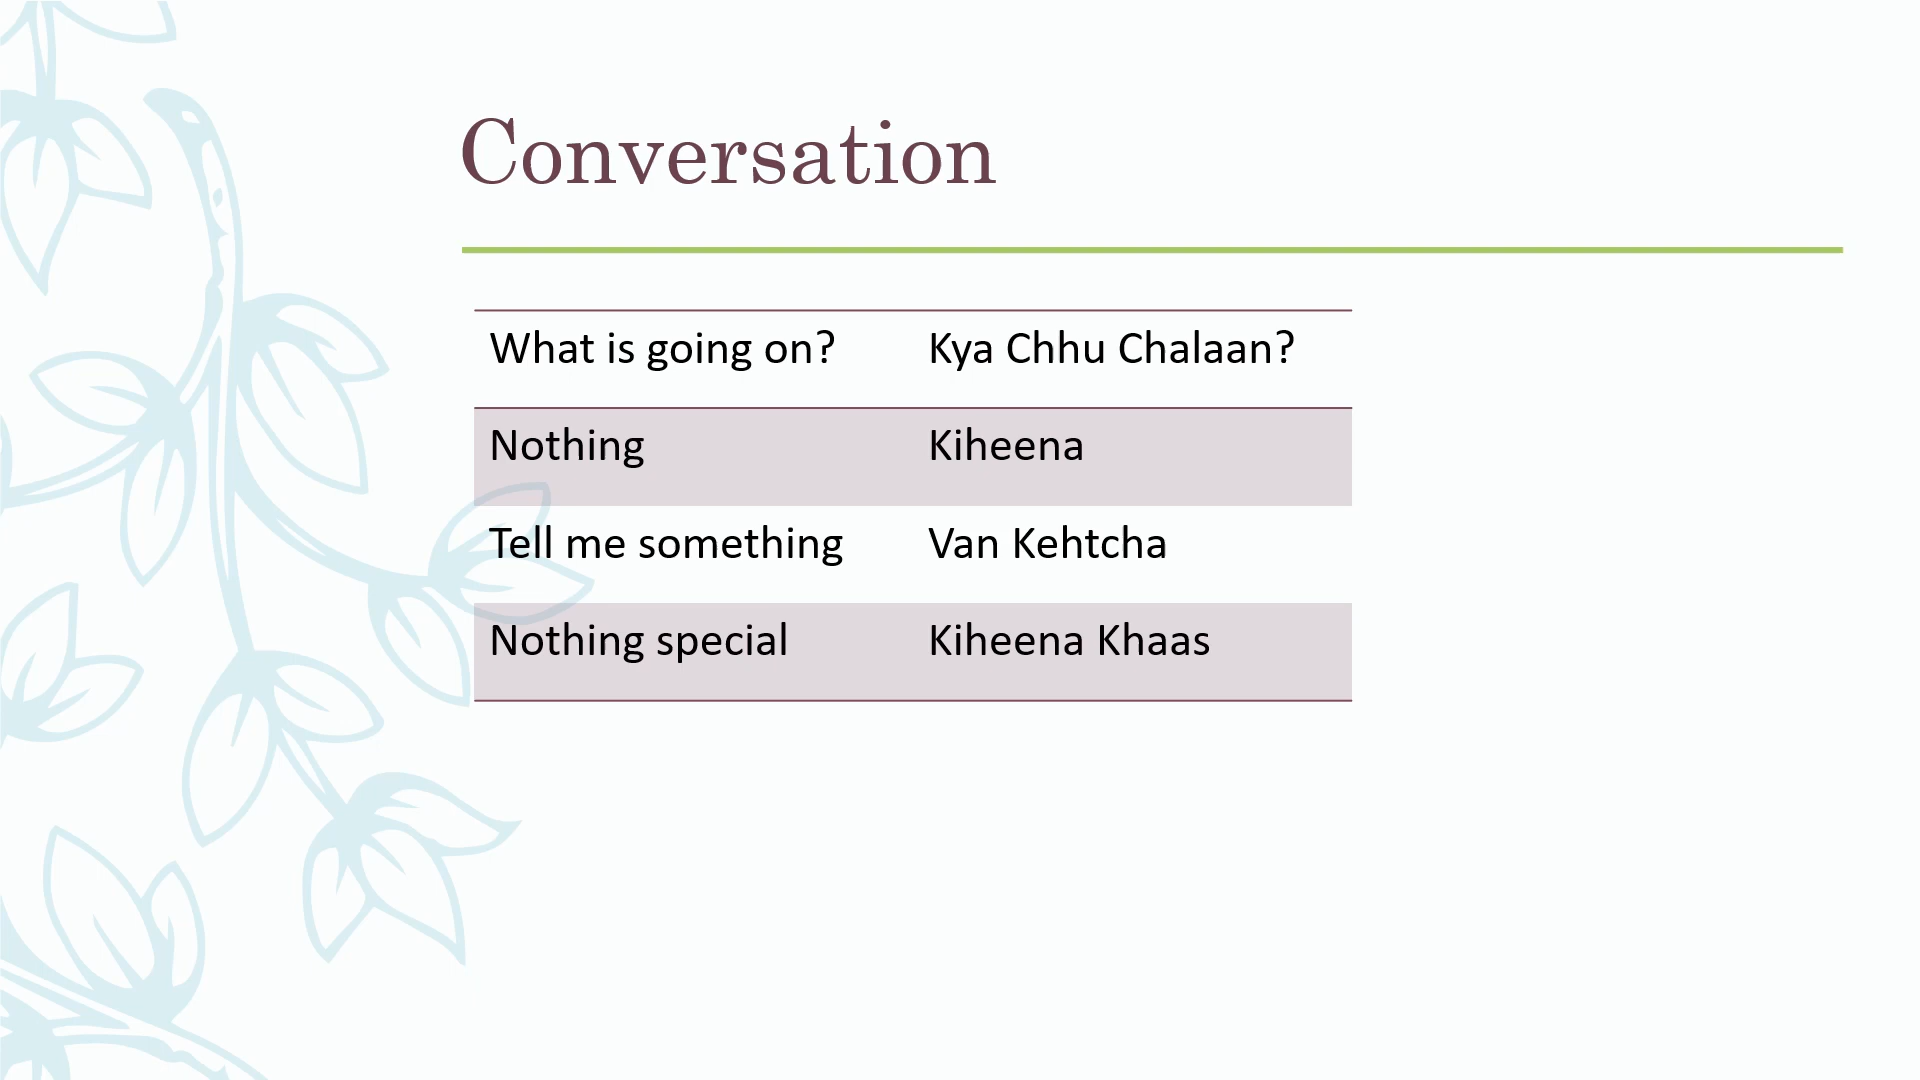 Conversation
What is going on? Kya Chhu Chalaan?
Nothing Kiheena
Tell me something Van Kehtcha
Nothing special Kiheena Khaas